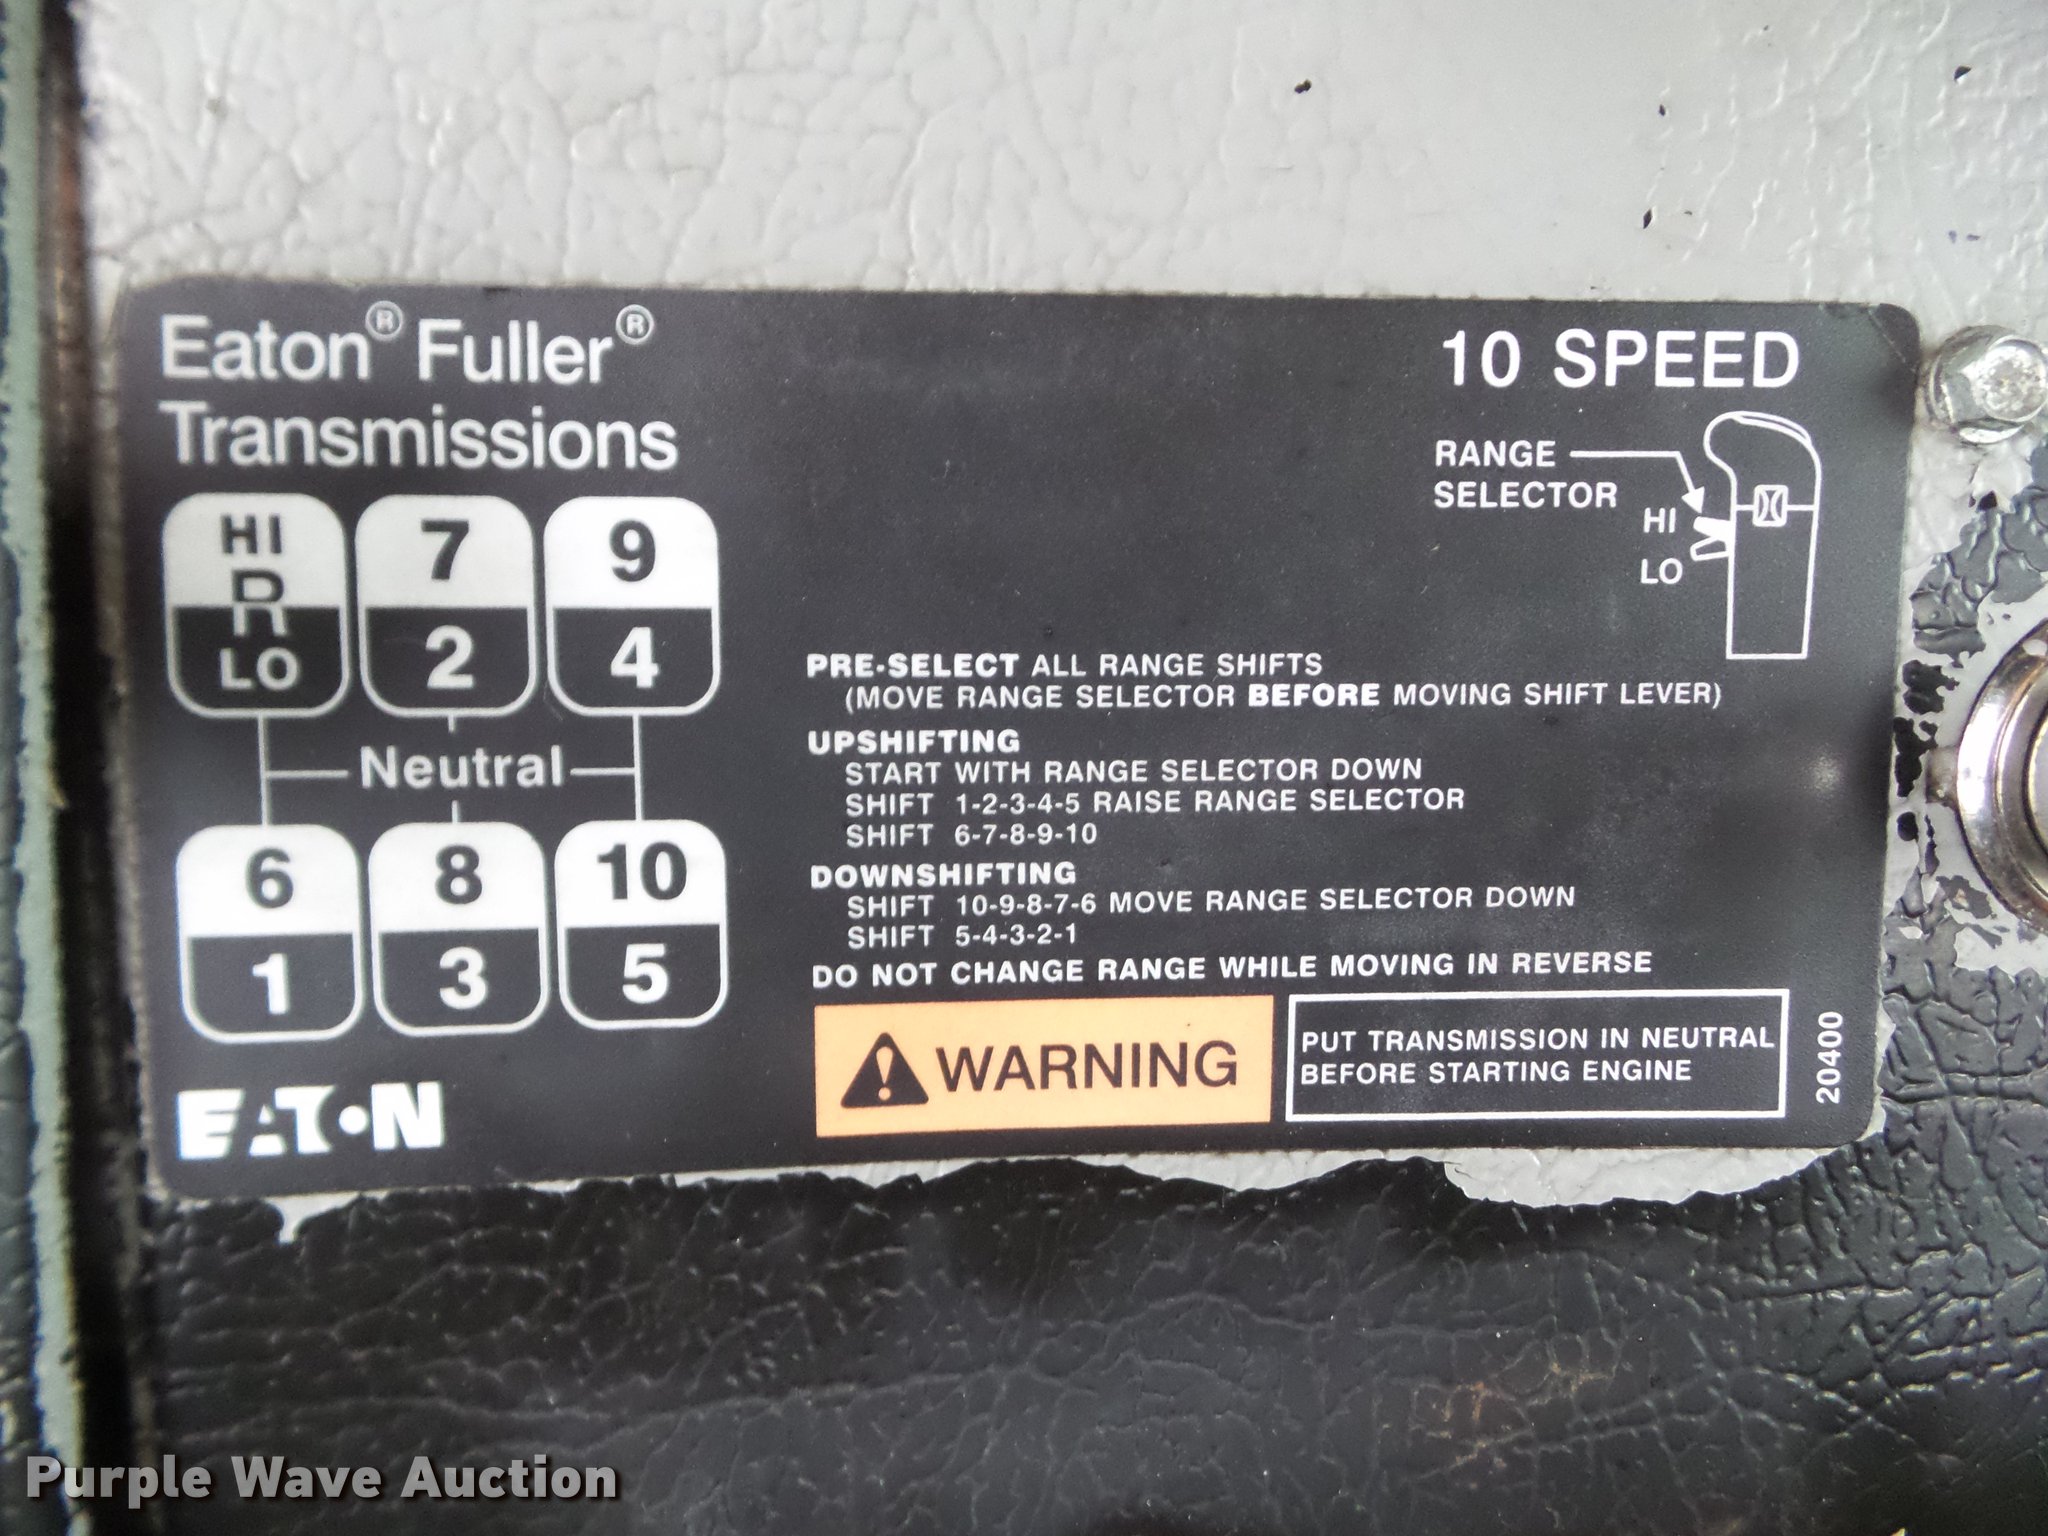 Eaton® Fuller®
Transmissions
10 SPEED
RANGE
SELECTOR
HI
LO
HI
R
LO
7
2
9
4
Neutral
6
1
8
3
10
5
PRE-SELECT ALL RANGE SHIFTS
(MOVE RANGE SELECTOR BEFORE MOVING SHIFT LEVER)
UPSHIFTING
START WITH RANGE SELECTOR DOWN
SHIFT 1-2-3-4-5 RAISE RANGE SELECTOR
SHIFT 6-7-8-9-10
DOWNSHIFTING
SHIFT 10-9-8-7-6 MOVE RANGE SELECTOR DOWN
SHIFT 5-4-3-2-1
DO NOT CHANGE RANGE WHILE MOVING IN REVERSE
WARNING
PUT TRANSMISSION IN NEUTRAL
BEFORE STARTING ENGINE
20400
EATON
Purple Wave Auction